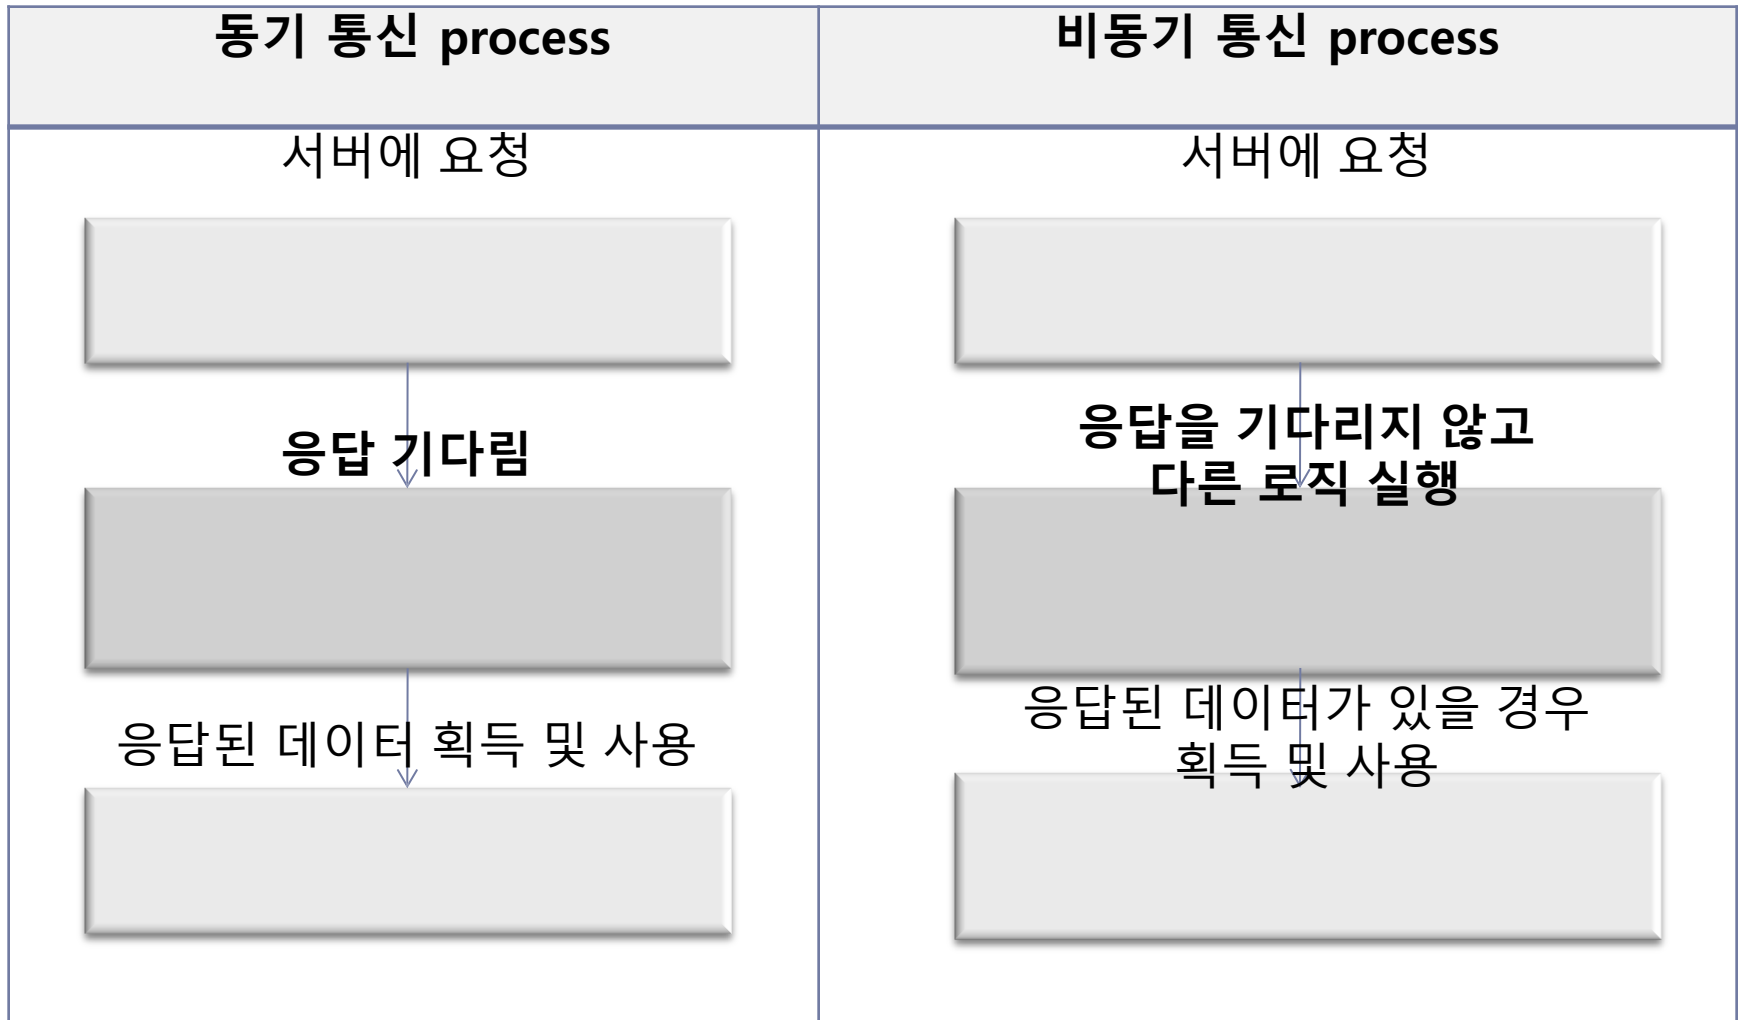 동기 통신 process
서버에 요청
응답 기다림
응답된 데이터 획득 및 사용
비동기 통신 process
서버에 요청
응답을 기다리지 않고
다른 로직 실행
응답된 데이터가 있을 경우
획득 및 사용